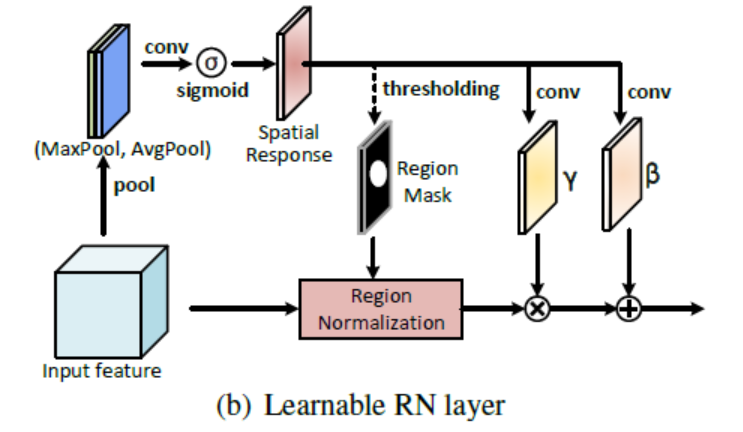 conv
σ
sigmoid
(MaxPool, AvgPool)
pool
Spatial
Response
thresholding
conv
conv
Region
Mask
γ
β
Region
Normalization
Input feature
(b) Learnable RN layer